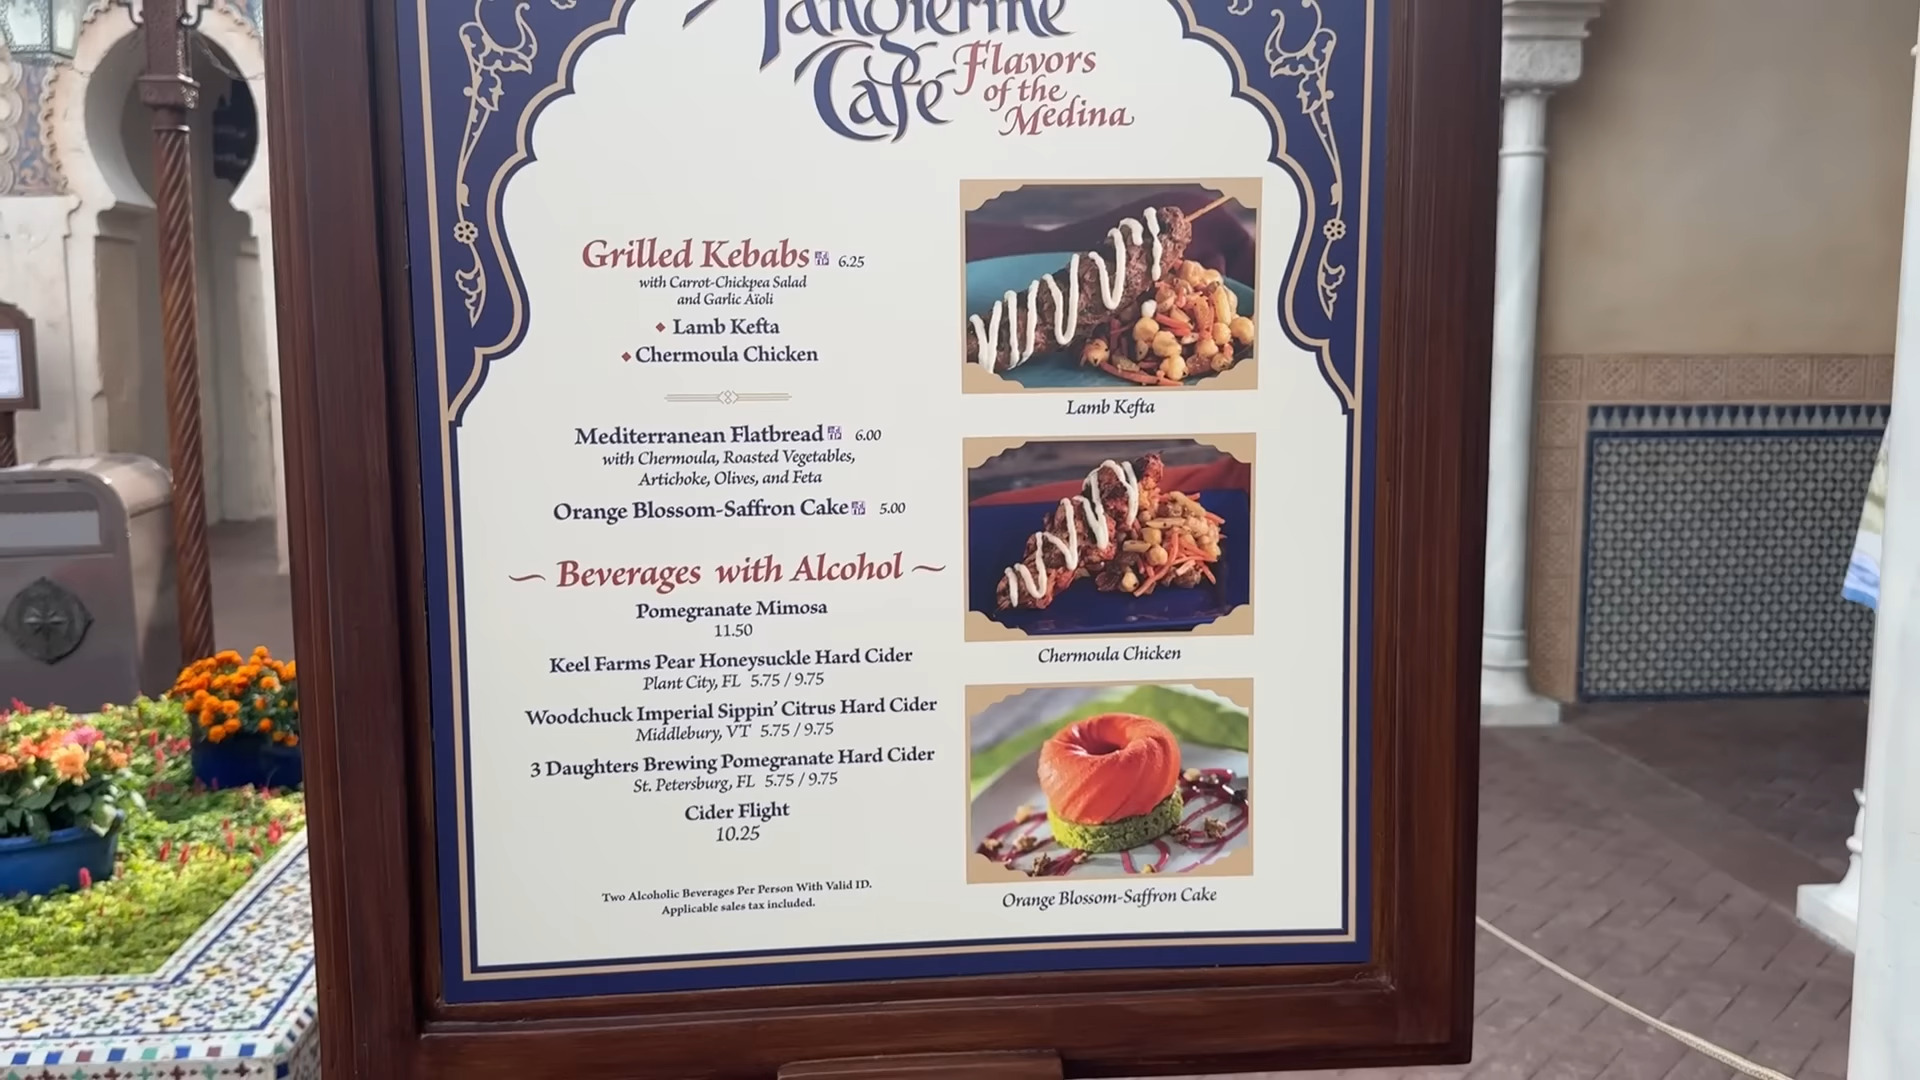 Tangierine
Café
Flavors
of the
Medina
Grilled Kebabs 6.25
with Carrot-Chickpea Salad
and Garlic Aïoli
Lamb Kefta
Chermoula Chicken
Mediterranean Flatbread 6.00
with Chermoula, Roasted Vegetables,
Artichoke, Olives, and Feta
Orange Blossom-Saffron Cake 5.00
Beverages with Alcohol
Pomegranate Mimosa
11.50
Keel Farms Pear Honeysuckle Hard Cider
Plant City, FL 5.75 / 9.75
Woodchuck Imperial Sippin' Citrus Hard Cider
Middlebury, VT 5.75 / 9.75
3 Daughters Brewing Pomegranate Hard Cider
St. Petersburg, FL 5.75 / 9.75
Cider Flight
10.25
Two Alcoholic Beverages Per Person With Valid ID.
Applicable sales tax included.
Lamb Kefta
Chermoula Chicken
Orange Blossom-Saffron Cake